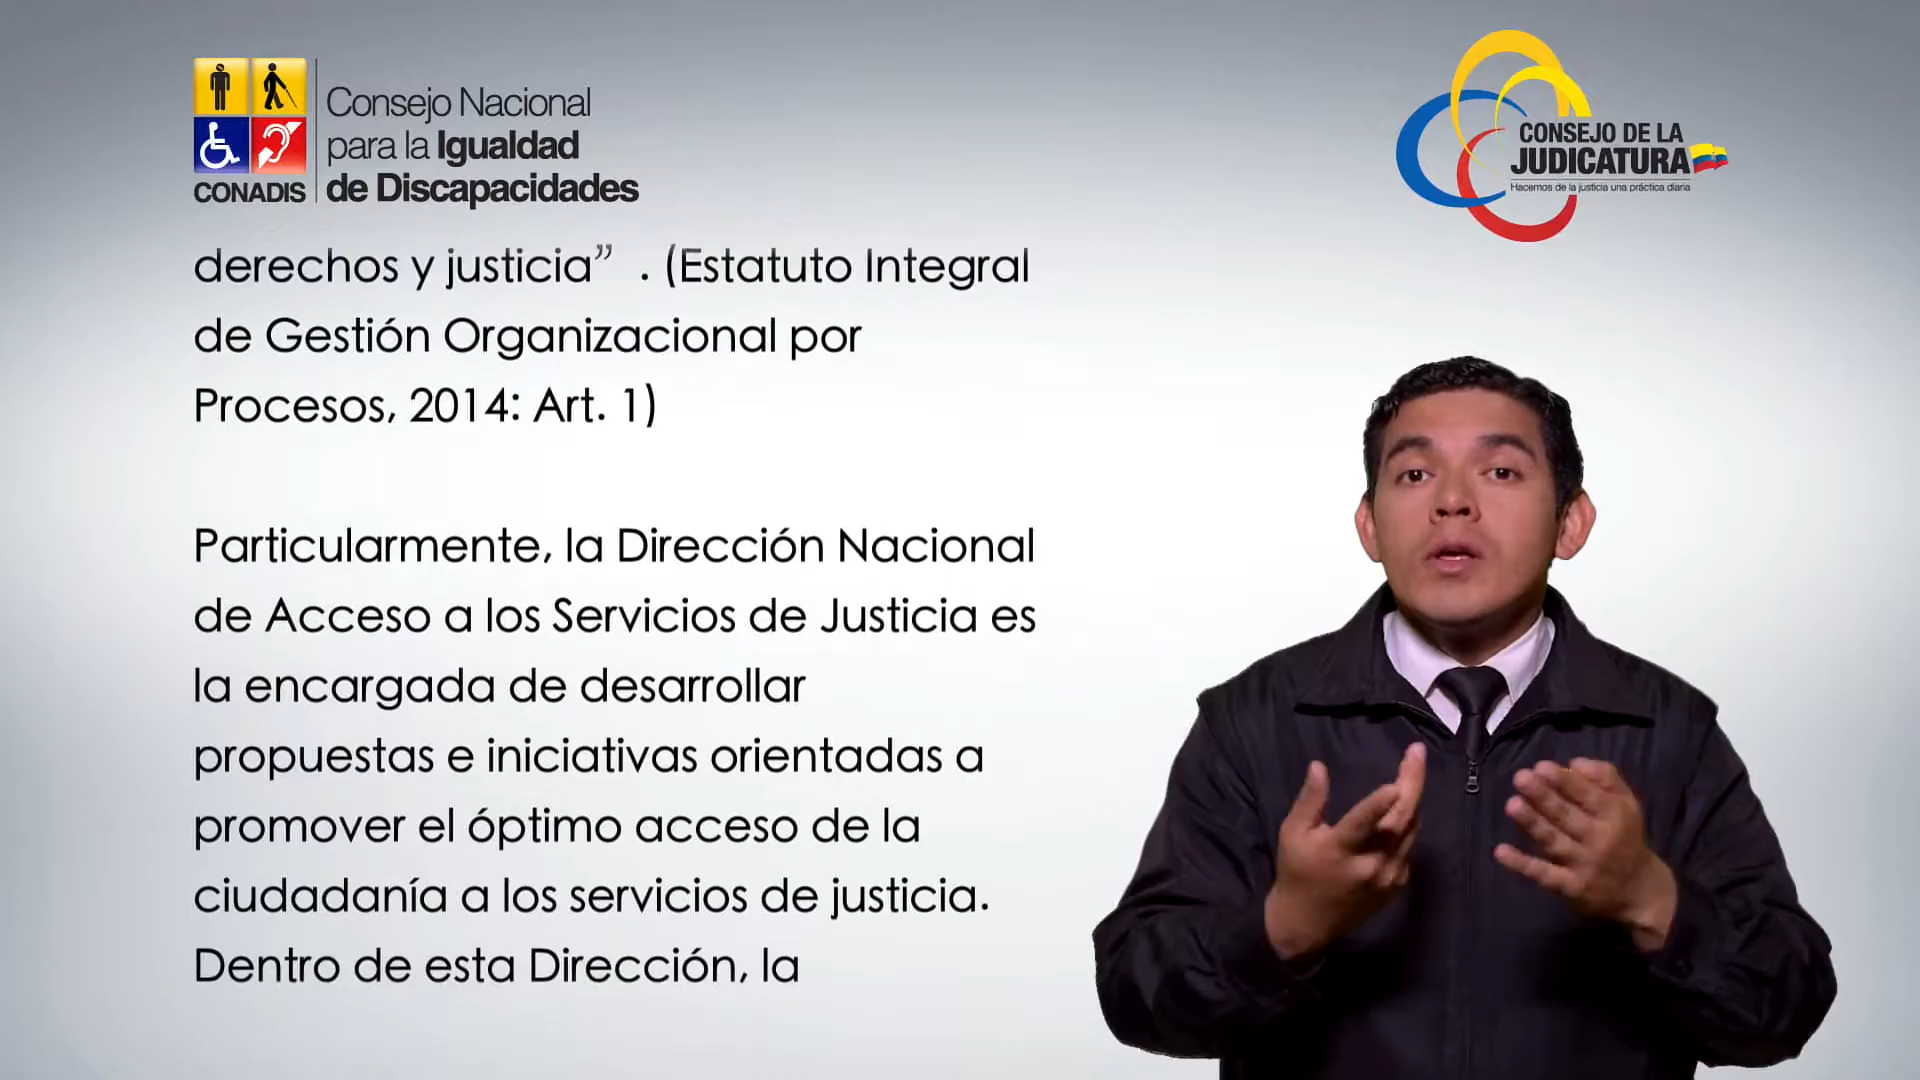 Consejo Nacional
para la Igualdad
de Discapacidades
CONADIS
CONSEJO DE LA
JUDICATURA
Hacemos de la justicia una práctica diaria
derechos y justicia” . (Estatuto Integral
de Gestión Organizacional por
Procesos, 2014: Art. 1)
Particularmente, la Dirección Nacional
de Acceso a los Servicios de Justicia es
la encargada de desarrollar
propuestas e iniciativas orientadas a
promover el óptimo acceso de la
ciudadanía a los servicios de justicia.
Dentro de esta Dirección, la